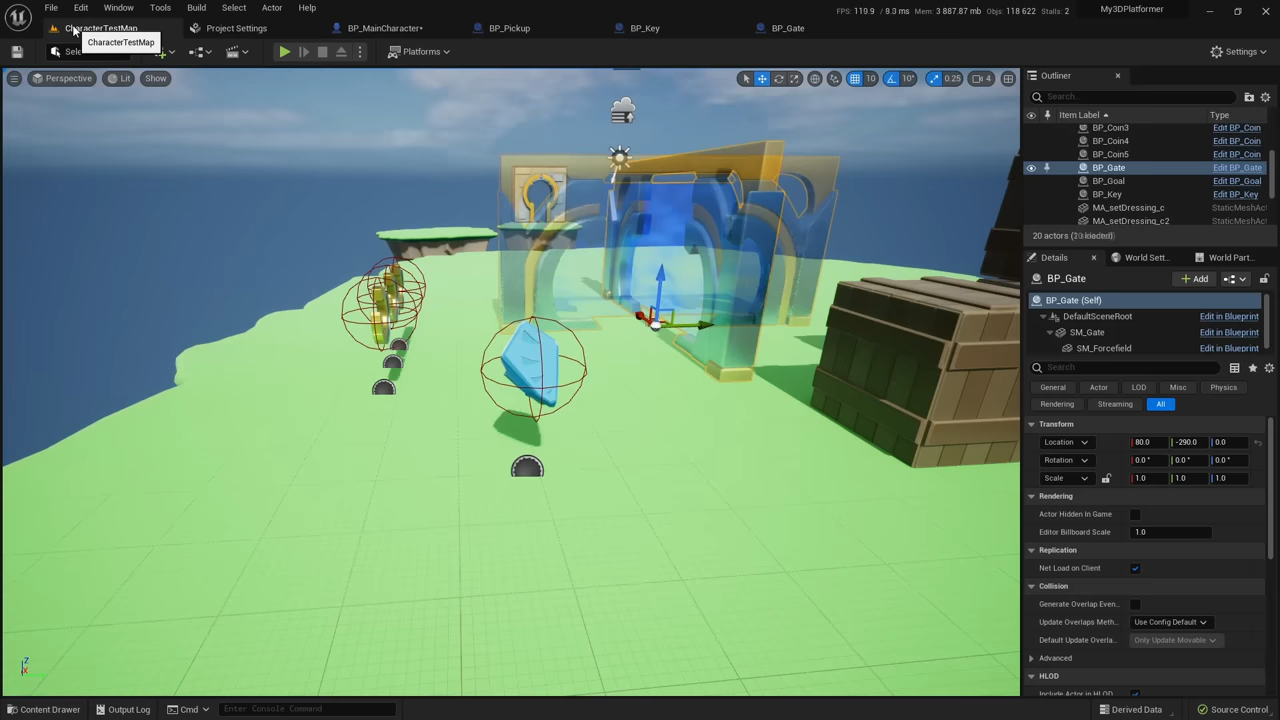 File Edit Window Tools Build Select Actor Help
FPS: 119.9 / 8.3 ms Mem: 3 887.87 mb Objs: 118 622 Stalls: 2
My3DPlatformer
CharacterTestMap
Project Settings
BP_MainCharacter*
BP_Pickup
BP_Key
BP_Gate
CharacterTestMap
Platforms
Settings
Perspective
Lit
Show
10
10°
0.25
4
Outliner
Search...
Item Label
Type
BP_Coin3 Edit BP_Coin
BP_Coin4 Edit BP_Coin
BP_Coin5 Edit BP_Coin
BP_Gate Edit BP_Gate
BP_Goal Edit BP_Goal
BP_Key Edit BP_Key
MA_setDressing_c StaticMeshAct
MA_setDressing_c2 StaticMeshAct
Details
World Sett...
World Part...
BP_Gate
Add
BP_Gate (Self)
DefaultSceneRoot Edit in Blueprint
SM_Gate Edit in Blueprint
SM_Forcefield Edit in Blueprint
Search
General Actor LOD Misc Physics
Rendering Streaming All
Transform
Location 80.0 -290.0 0.0
Rotation 0.0 ° 0.0 ° 0.0 °
Scale 1.0 1.0 1.0
Rendering
Actor Hidden In Game
Editor Billboard Scale 1.0
Replication
Net Load on Client
Collision
Generate Overlap Even...
Update Overlaps Meth... Use Config Default
Default Update Overla... Only Update Movable
Advanced
HLOD
Include Actor in HLOD
Content Drawer
Output Log
Cmd
Enter Console Command
Derived Data
Source Control
Z
X